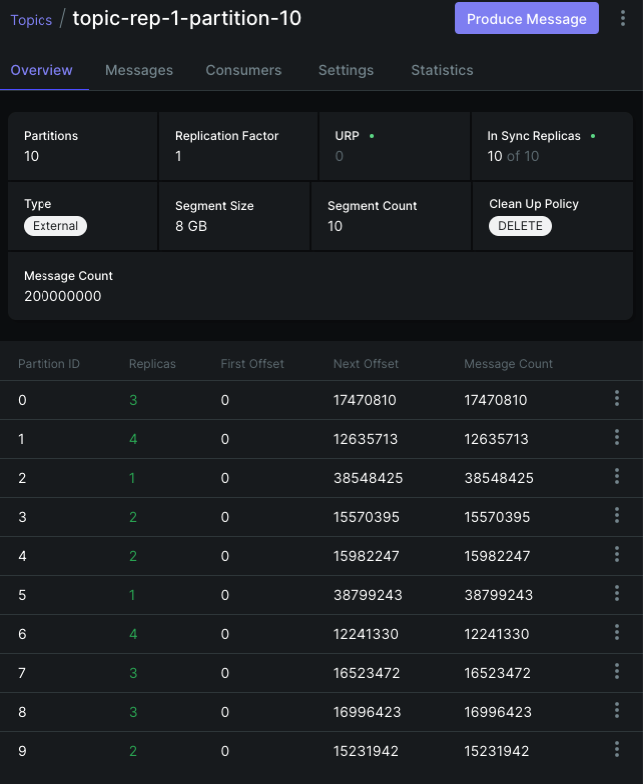 Topics / topic-rep-1-partition-10 Produce Message
Overview Messages Consumers Settings Statistics
Partitions Replication Factor URP In Sync Replicas
10 1 0 10 of 10
Type Segment Size Segment Count Clean Up Policy
External 8 GB 10 DELETE
Message Count
200000000
Partition ID Replicas First Offset Next Offset Message Count
0 3 0 17470810 17470810
1 4 0 12635713 12635713
2 1 0 38548425 38548425
3 2 0 15570395 15570395
4 2 0 15982247 15982247
5 1 0 38799243 38799243
6 4 0 12241330 12241330
7 3 0 16523472 16523472
8 3 0 16996423 16996423
9 2 0 15231942 15231942